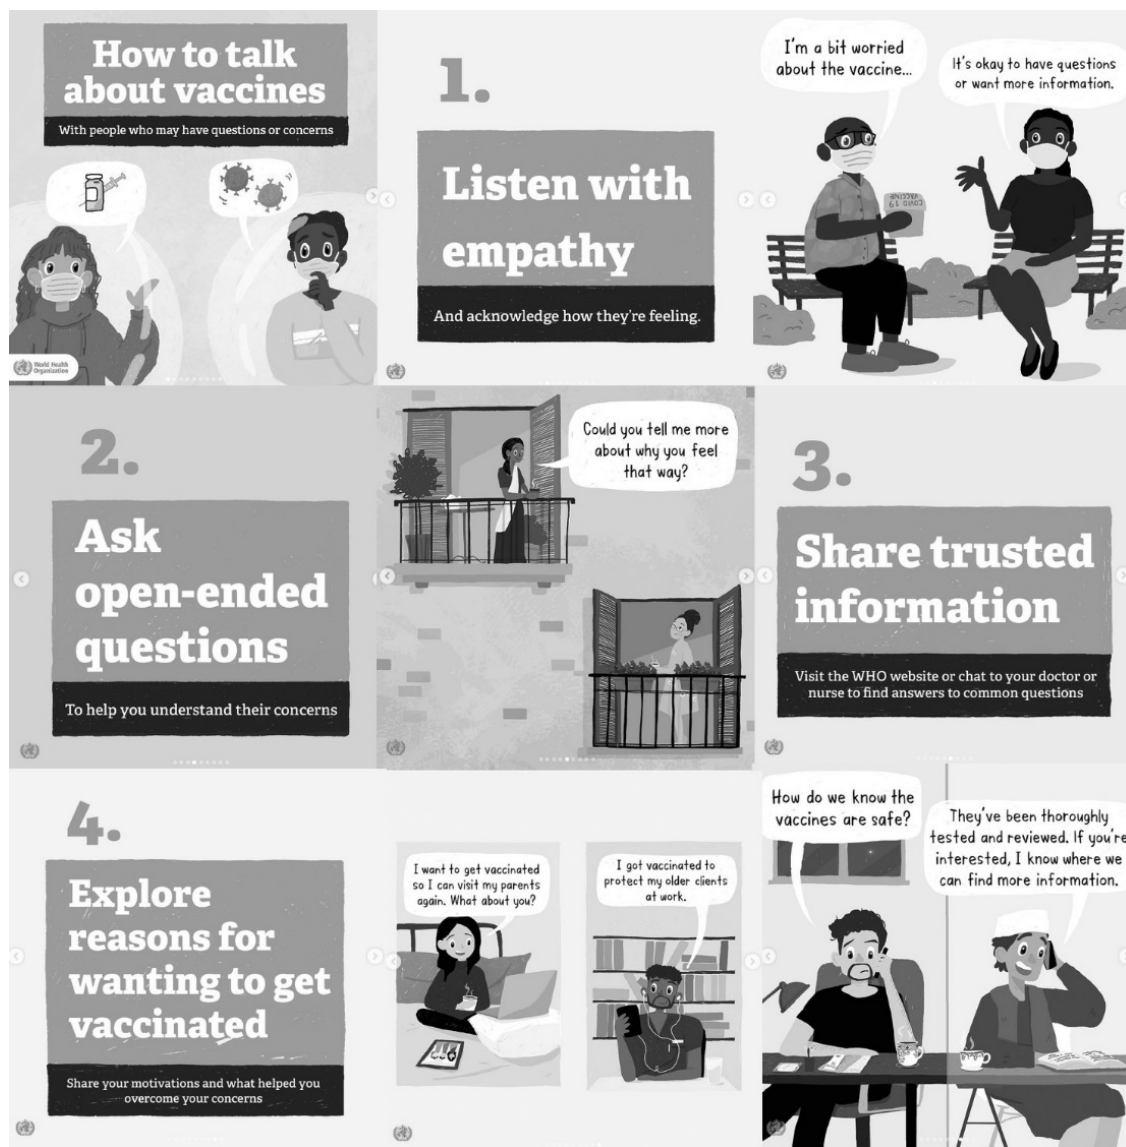 How to talk
about vaccines
With people who may have questions or concerns
World Health
Organization
1.
Listen with
empathy
And acknowledge how they're feeling.
I'm a bit worried
about the vaccine...
It's okay to have questions
or want more information.
COVID 19
VACCINE
2.
Ask
open-ended
questions
To help you understand their concerns
Could you tell me more
about why you feel
that way?
3.
Share trusted
information
Visit the WHO website or chat to your doctor or
nurse to find answers to common questions
4.
Explore
reasons for
wanting to get
vaccinated
Share your motivations and what helped you
overcome your concerns
I want to get vaccinated
so I can visit my parents
again. What about you?
I got vaccinated to
protect my older clients
at work.
How do we know the
vaccines are safe?
They've been thoroughly
tested and reviewed. If you're
interested, I know where we
can find more information.